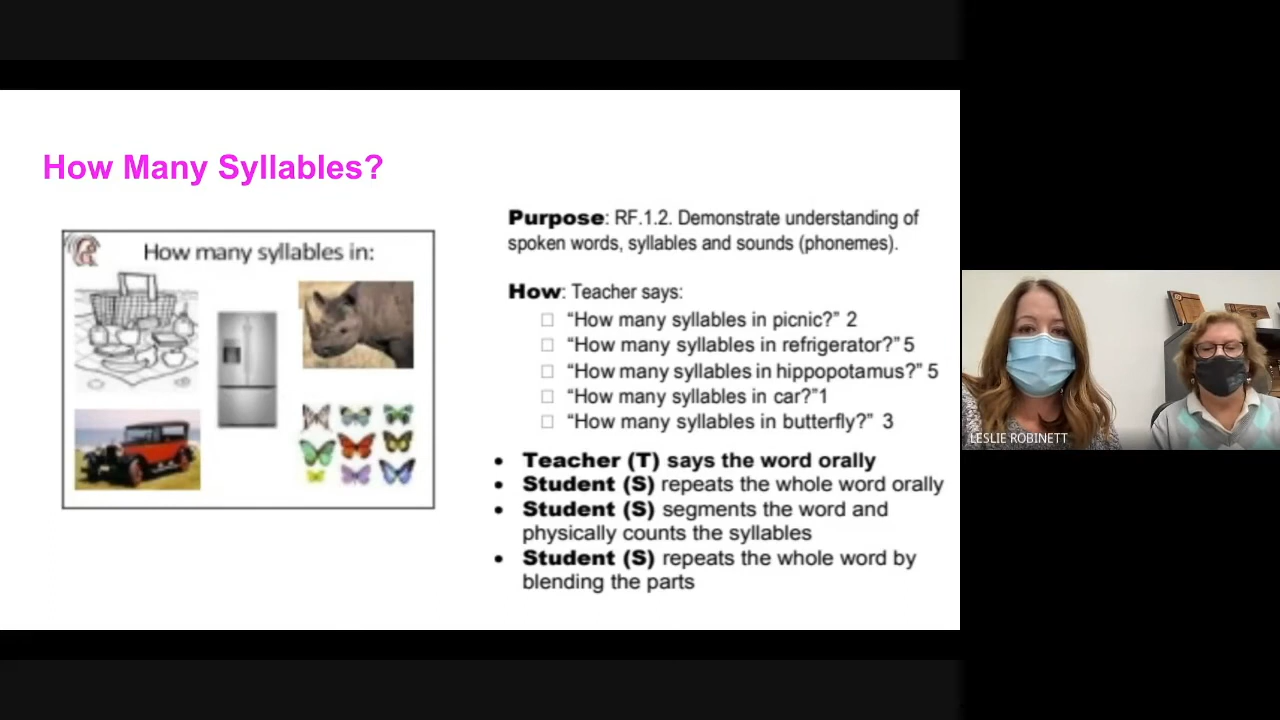 How Many Syllables?
How many syllables in:
Purpose: RF.1.2. Demonstrate understanding of
spoken words, syllables and sounds (phonemes).
How: Teacher says:
“How many syllables in picnic?” 2
“How many syllables in refrigerator?” 5
“How many syllables in hippopotamus?” 5
“How many syllables in car?”1
“How many syllables in butterfly?” 3
• Teacher (T) says the word orally
• Student (S) repeats the whole word orally
• Student (S) segments the word and
physically counts the syllables
• Student (S) repeats the whole word by
blending the parts
LESLIE ROBINETT